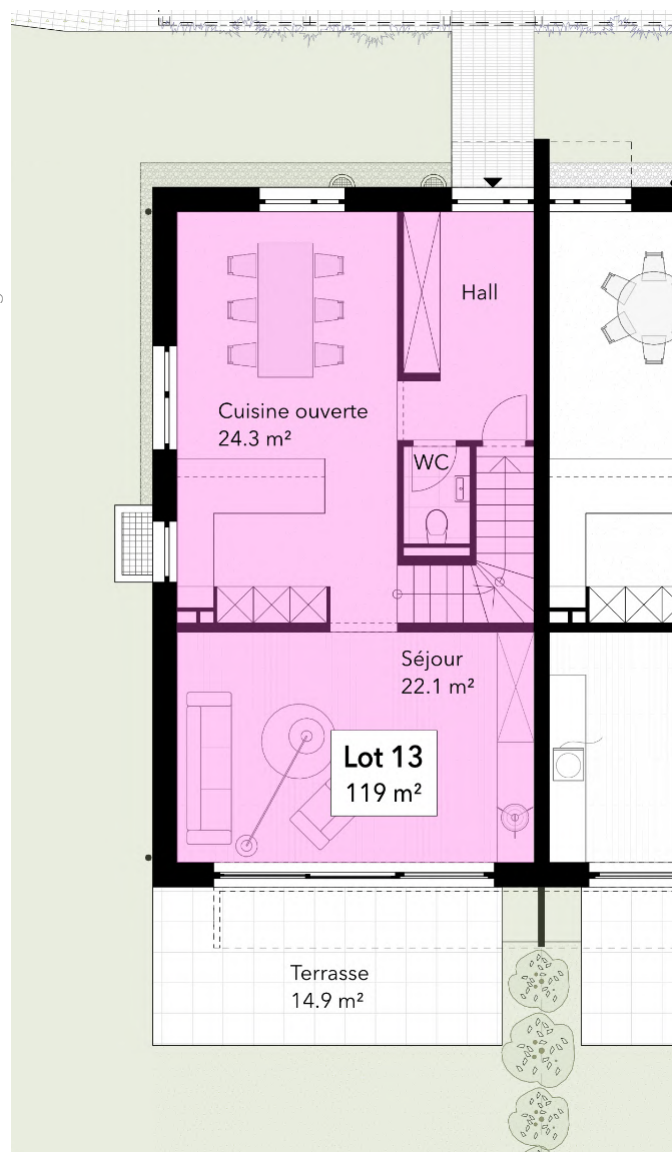 Hall
Cuisine ouverte
24.3 m²
WC
Séjour
22.1 m²
Lot 13
119 m²
Terrasse
14.9 m²